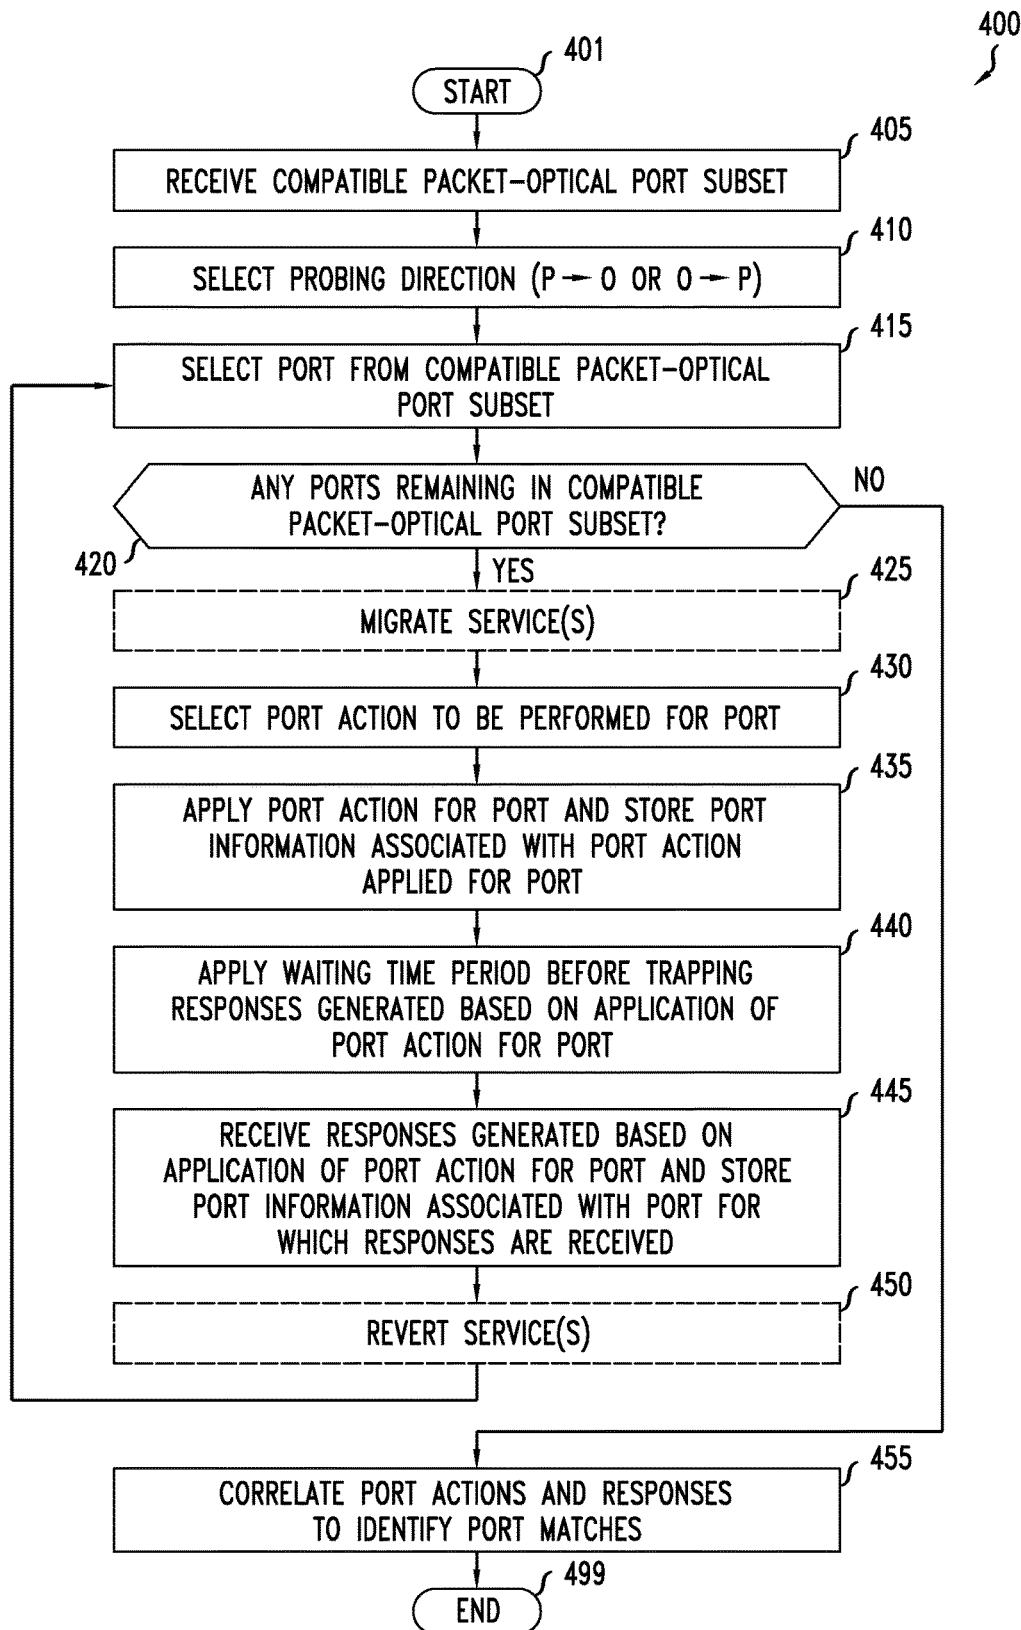 400
401
START
405
RECEIVE COMPATIBLE PACKET-OPTICAL PORT SUBSET
410
SELECT PROBING DIRECTION (P → O OR O → P)
415
SELECT PORT FROM COMPATIBLE PACKET-OPTICAL
PORT SUBSET
ANY PORTS REMAINING IN COMPATIBLE
PACKET-OPTICAL PORT SUBSET?
NO
420
YES
425
MIGRATE SERVICE(S)
430
SELECT PORT ACTION TO BE PERFORMED FOR PORT
435
APPLY PORT ACTION FOR PORT AND STORE PORT
INFORMATION ASSOCIATED WITH PORT ACTION
APPLIED FOR PORT
440
APPLY WAITING TIME PERIOD BEFORE TRAPPING
RESPONSES GENERATED BASED ON APPLICATION OF
PORT ACTION FOR PORT
445
RECEIVE RESPONSES GENERATED BASED ON
APPLICATION OF PORT ACTION FOR PORT AND STORE
PORT INFORMATION ASSOCIATED WITH PORT FOR
WHICH RESPONSES ARE RECEIVED
450
REVERT SERVICE(S)
455
CORRELATE PORT ACTIONS AND RESPONSES
TO IDENTIFY PORT MATCHES
499
END